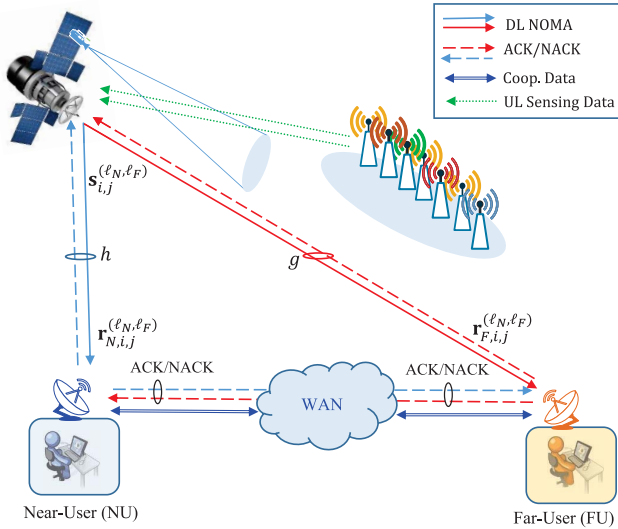 DL NOMA
ACK/NACK
Coop. Data
UL Sensing Data
𝐬_{i,j}^{(ℓ_N,ℓ_F)}
h
g
𝐫_{N,i,j}^{(ℓ_N,ℓ_F)}
𝐫_{F,i,j}^{(ℓ_N,ℓ_F)}
ACK/NACK
ACK/NACK
WAN
Near-User (NU)
Far-User (FU)